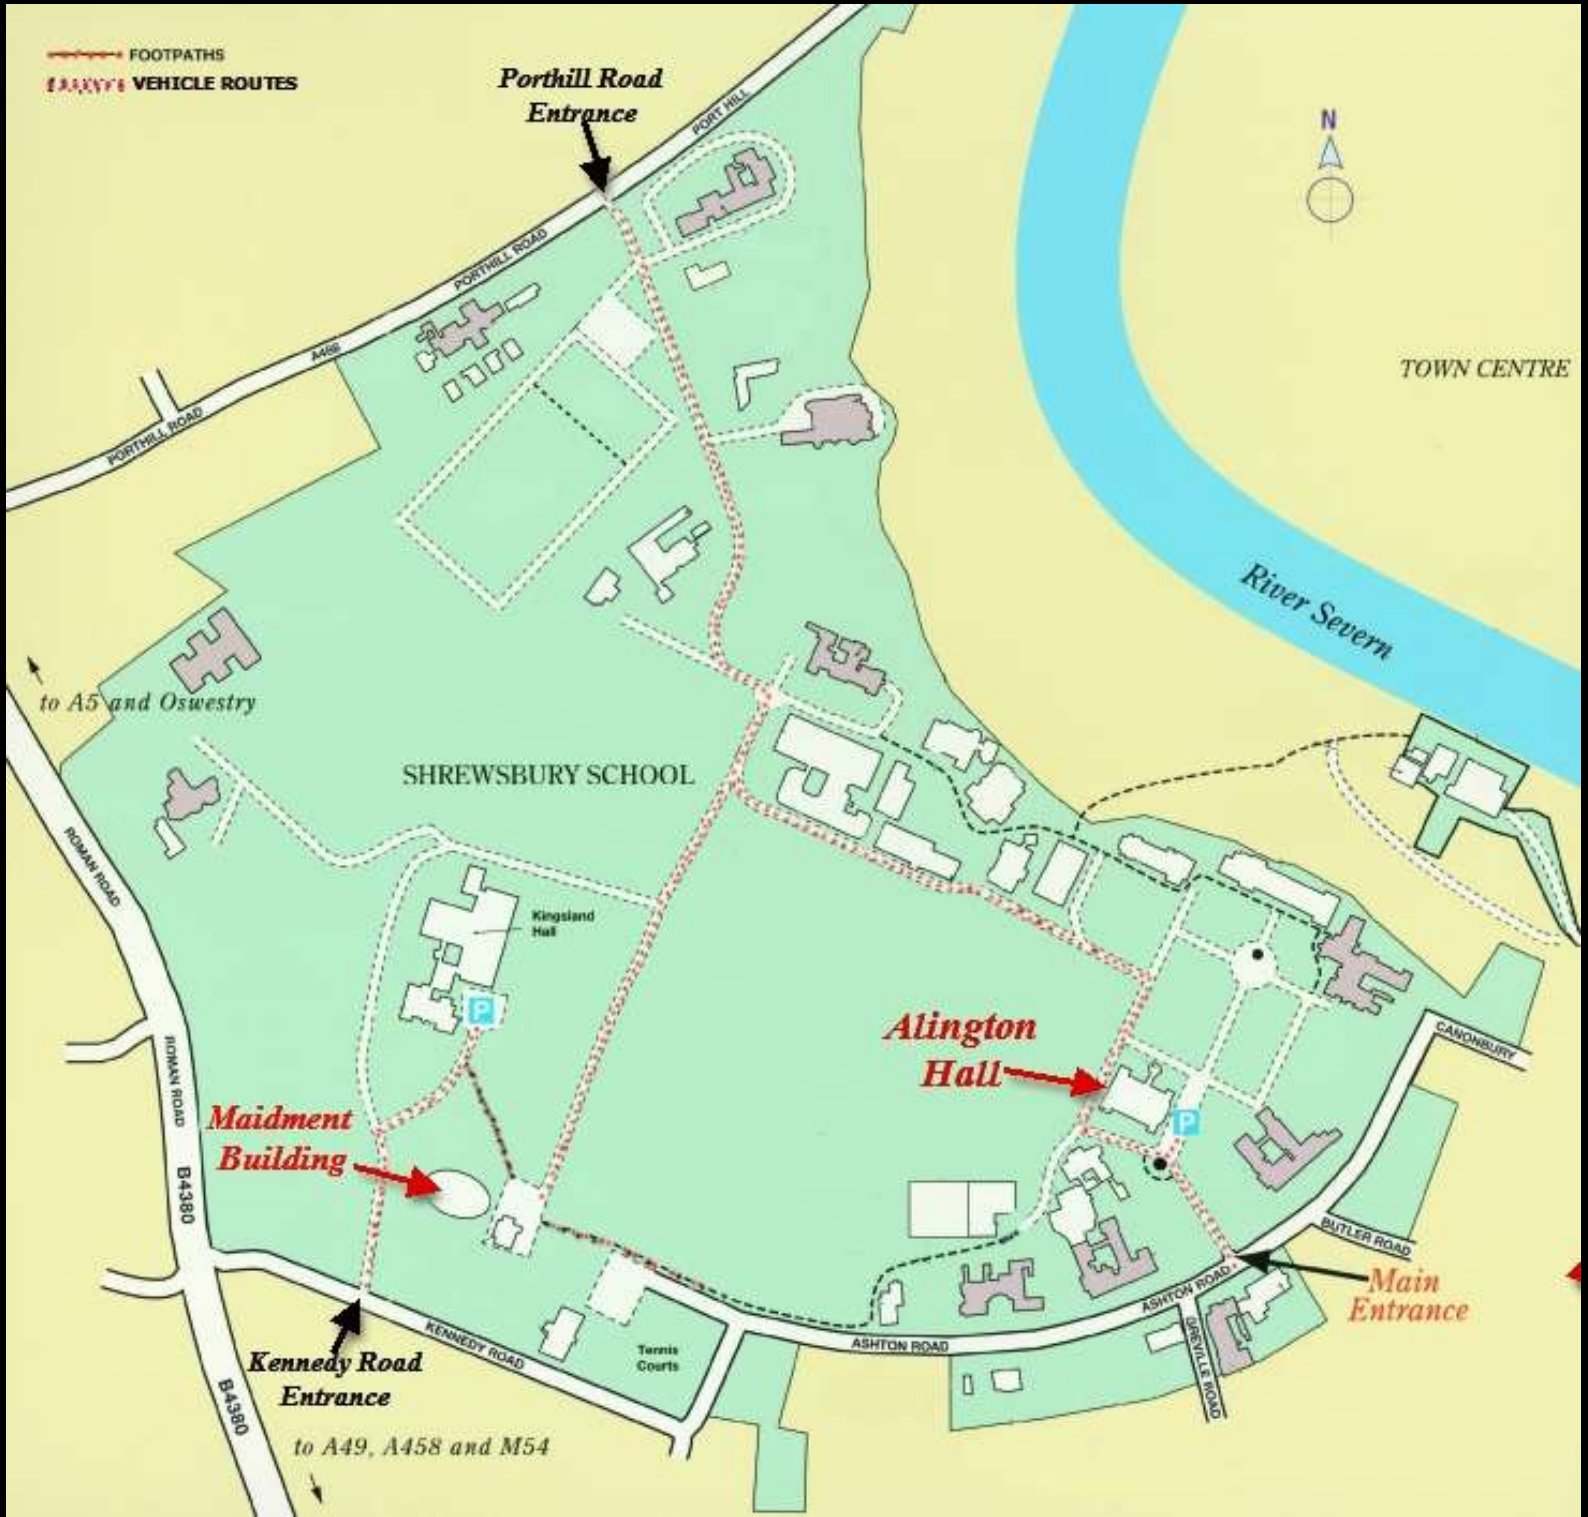 FOOTPATHS
VEHICLE ROUTES
Porthill Road
Entrance
PORT HILL
N
PORTHILL ROAD
A488
TOWN CENTRE
PORTHILL ROAD
River Severn
to A5 and Oswestry
SHREWSBURY SCHOOL
ROMAN ROAD
Kingsland
Hall
P
Alington
Hall
CANONBURY
ROMAN ROAD
Maidment
Building
P
B4380
BUTLER ROAD
Main
Entrance
ASHTON ROAD
KENNEDY ROAD
ASHTON ROAD
GREVILLE ROAD
Tennis
Courts
Kennedy Road
Entrance
B4380
to A49, A458 and M54